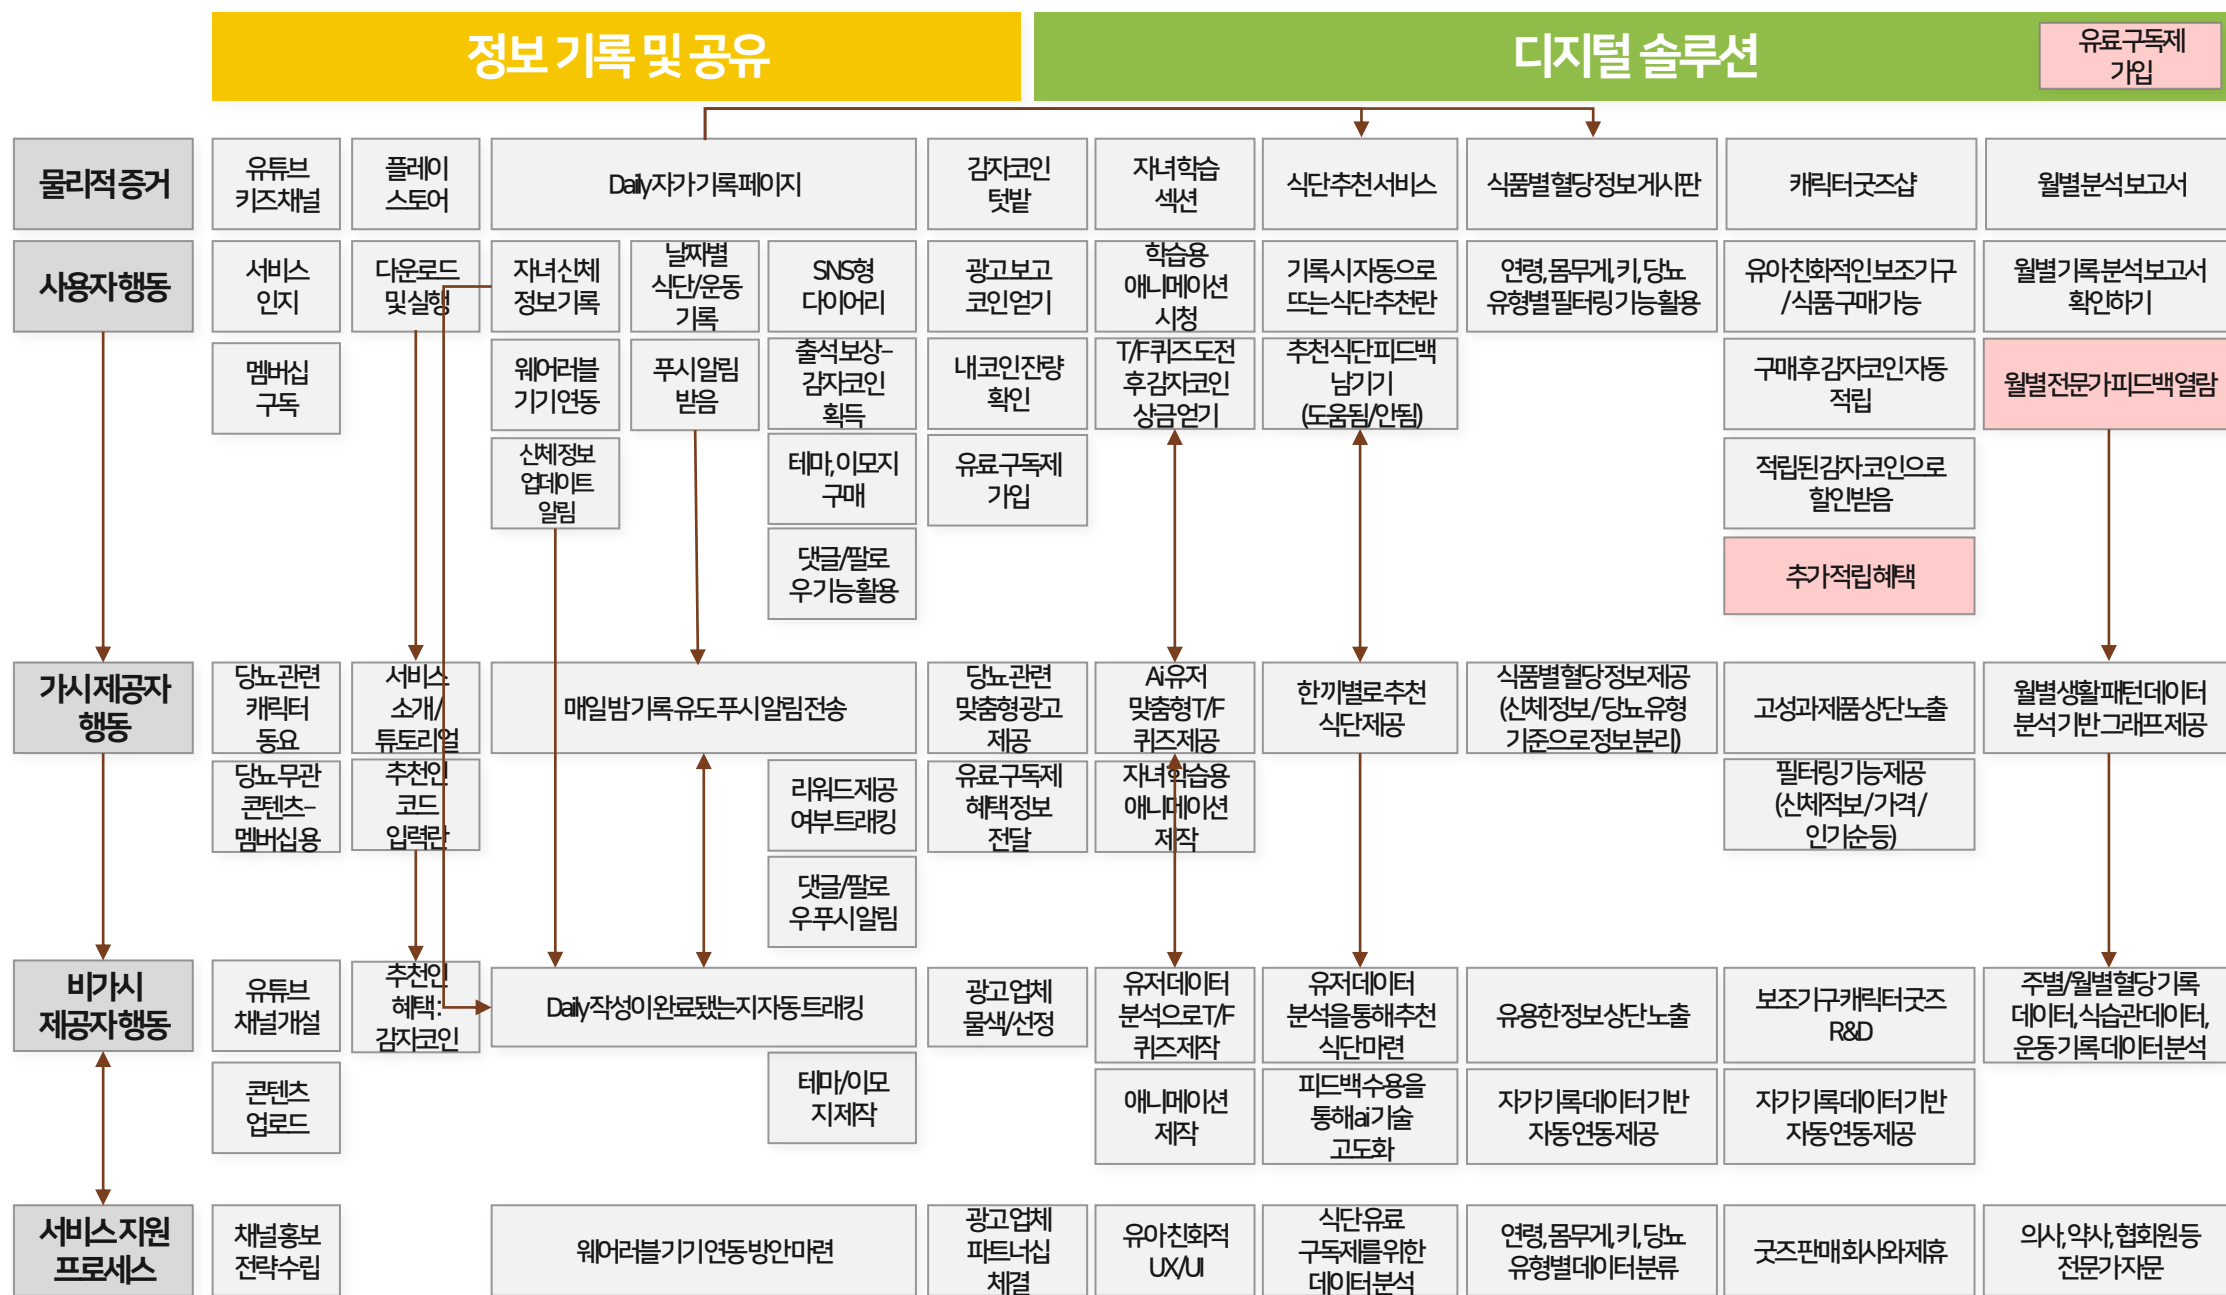 정보 기록 및 공유
디지털 솔루션
유료 구독제
가입
물리적 증거
유튜브
키즈 채널
플레이
스토어
Daily 자가 기록 페이지
감자코인
텃밭
자녀 학습
섹션
식단 추천 서비스
식품별 혈당 정보 게시판
캐릭터 굿즈샵
월별 분석 보고서
사용자 행동
서비스
인지
다운로드
및 실행
자녀 신체
정보 기록
날짜별
식단/운동
기록
SNS형
다이어리
광고 보고
코인 얻기
학습용
애니메이션
시청
기록 시 자동으로
뜨는 식단 추천란
연령, 몸무게, 키, 당뇨
유형별 필터링 기능 활용
유아 친화적인 보조기구
/식품 구매 가능
월별 기록 분석 보고서
확인하기
멤버십
구독
웨어러블
기기 연동
푸시 알림
받음
출석 보상-
감자코인
획득
내 코인 잔량
확인
T/F 퀴즈 도전
후 감자코인
상금 얻기
추천 식단 피드백
남기기
(도움됨/안됨)
구매 후 감자 코인 자동
적립
월별 전문가 피드백 열람
신체 정보
업데이트
알림
테마, 이모지
구매
유료 구독제
가입
적립된 감자 코인으로
할인받음
댓글/팔로
우 기능 활용
추가 적립 혜택
가시 제공자
행동
당뇨 관련
캐릭터
동요
서비스
소개/
튜토리얼
매일 밤 기록 유도 푸시 알림 전송
당뇨 관련
맞춤형 광고
제공
Ai 유저
맞춤형 T/F
퀴즈 제공
한끼별로 추천
식단 제공
식품별 혈당 정보 제공
(신체 정보/ 당뇨 유형
기준으로 정보 분리)
고성과 제품 상단 노출
월별 생활패턴 데이터
분석 기반 그래프 제공
당뇨 무관
콘텐츠-
멤버십용
추천인
코드
입력란
리워드 제공
여부 트래킹
유료 구독제
혜택 정보
전달
자녀 학습용
애니메이션
제작
필터링 기능 제공
(신체적보/ 가격 /
인기순 등)
댓글/팔로
우 푸시 알림
비가시
제공자 행동
유튜브
채널 개설
추천인
혜택 :
감자코인
Daily 작성이 완료됐는지 자동 트래킹
광고 업체
물색/선정
유저 데이터
분석으로 T/F
퀴즈 제작
유저 데이터
분석을 통해 추천
식단 마련
유용한 정보 상단 노출
보조기구 캐릭터 굿즈
R&D
주별/월별 혈당 기록
데이터, 식습관 데이터,
운동 기록 데이터 분석
콘텐츠
업로드
테마/이모
지 제작
애니메이션
제작
피드백 수용을
통해 ai 기술
고도화
자가기록 데이터 기반
자동 연동 제공
자가기록 데이터 기반
자동 연동 제공
서비스 지원
프로세스
채널 홍보
전략 수립
웨어러블 기기 연동 방안 마련
광고 업체
파트너십
체결
유아 친화적
UX/UI
식단 유료
구독제를 위한
데이터 분석
연령, 몸무게, 키, 당뇨
유형별 데이터 분류
굿즈 판매 회사와 제휴
의사, 약사, 협회원 등
전문가 자문